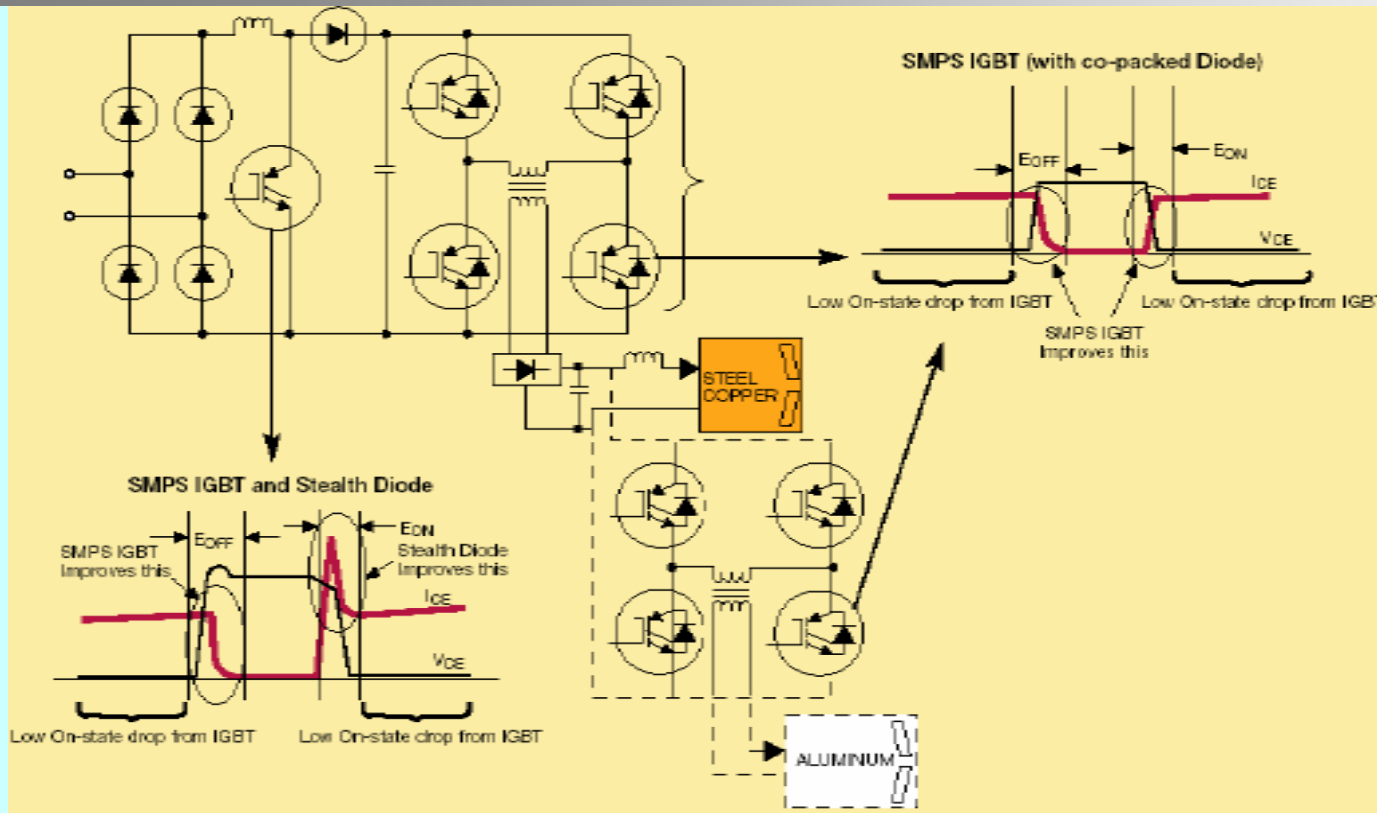 SMPS IGBT (with co-packed Diode)
EOFF
EON
ICE
VCE
Low On-state drop from IGBT
Low On-state drop from IGBT
SMPS IGBT
Improves this
STEEL
COPPER
SMPS IGBT and Stealth Diode
SMPS IGBT
Improves this
EOFF
EON
Stealth Diode
Improves this
ICE
VCE
Low On-state drop from IGBT
Low On-state drop from IGBT
ALUMINUM